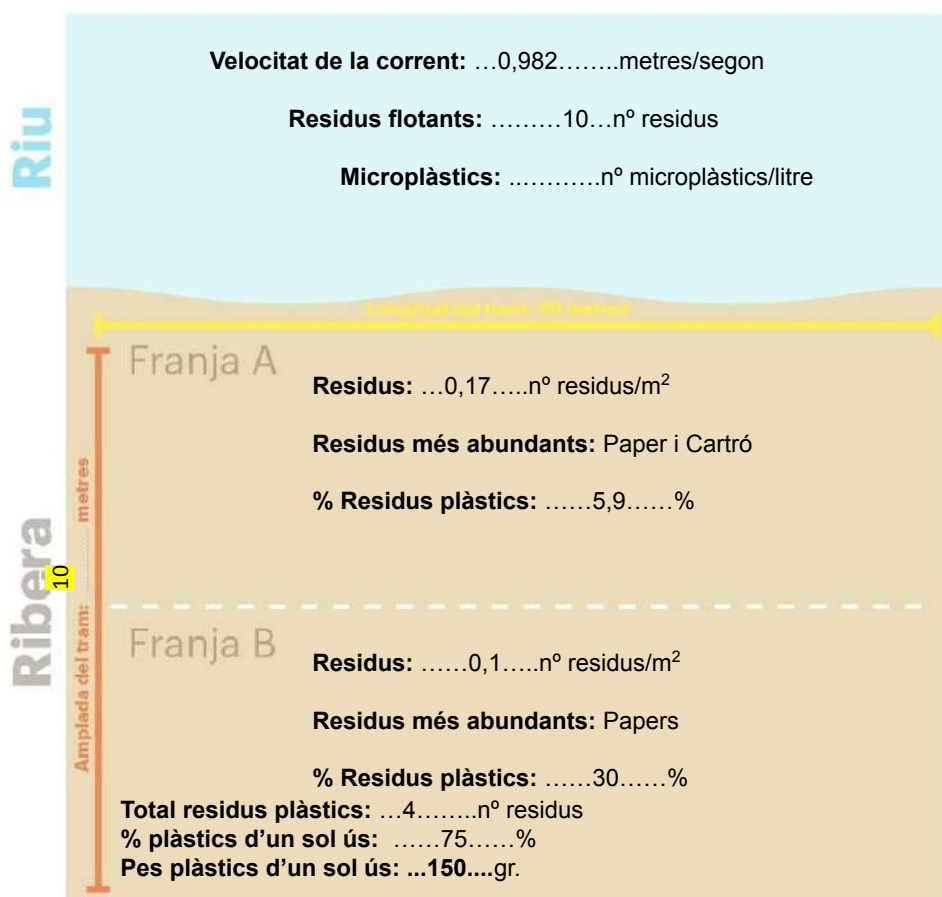 Riu
Velocitat de la corrent: …0,982……..metres/segon
Residus flotants: ………10…nº residus
Microplàstics: ..……….nº microplàstics/litre
Ribera
Amplada del tram: ............ metres
10
Franja A
Residus: …0,17…..nº residus/m²
Residus més abundants: Paper i Cartró
% Residus plàstics: ……5,9……%
Franja B
Residus: ……0,1…..nº residus/m²
Residus més abundants: Papers
% Residus plàstics: ……30……%
Total residus plàstics: …4……..nº residus
% plàstics d’un sol ús: ……75……%
Pes plàstics d’un sol ús: ...150....gr.